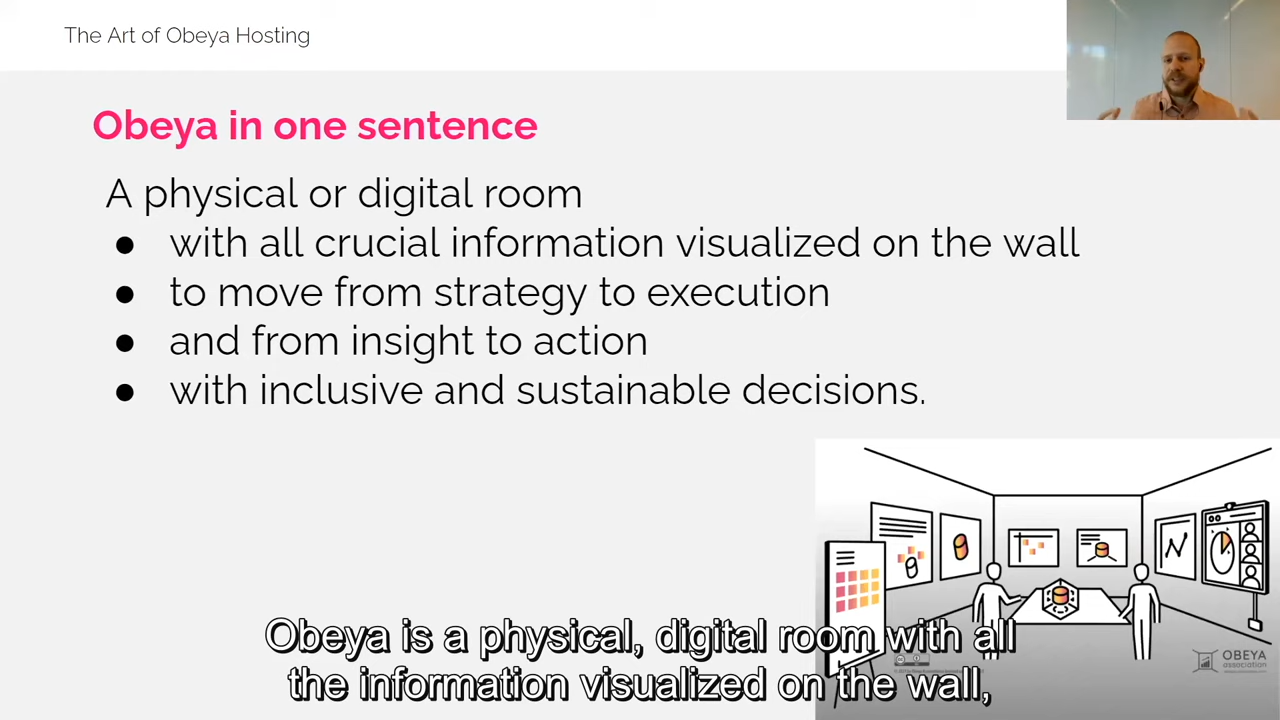 The Art of Obeya Hosting
Obeya in one sentence
A physical or digital room
● with all crucial information visualized on the wall
● to move from strategy to execution
● and from insight to action
● with inclusive and sustainable decisions.
Obeya is a physical, digital room with all
the information visualized on the wall,
OBEYA
association